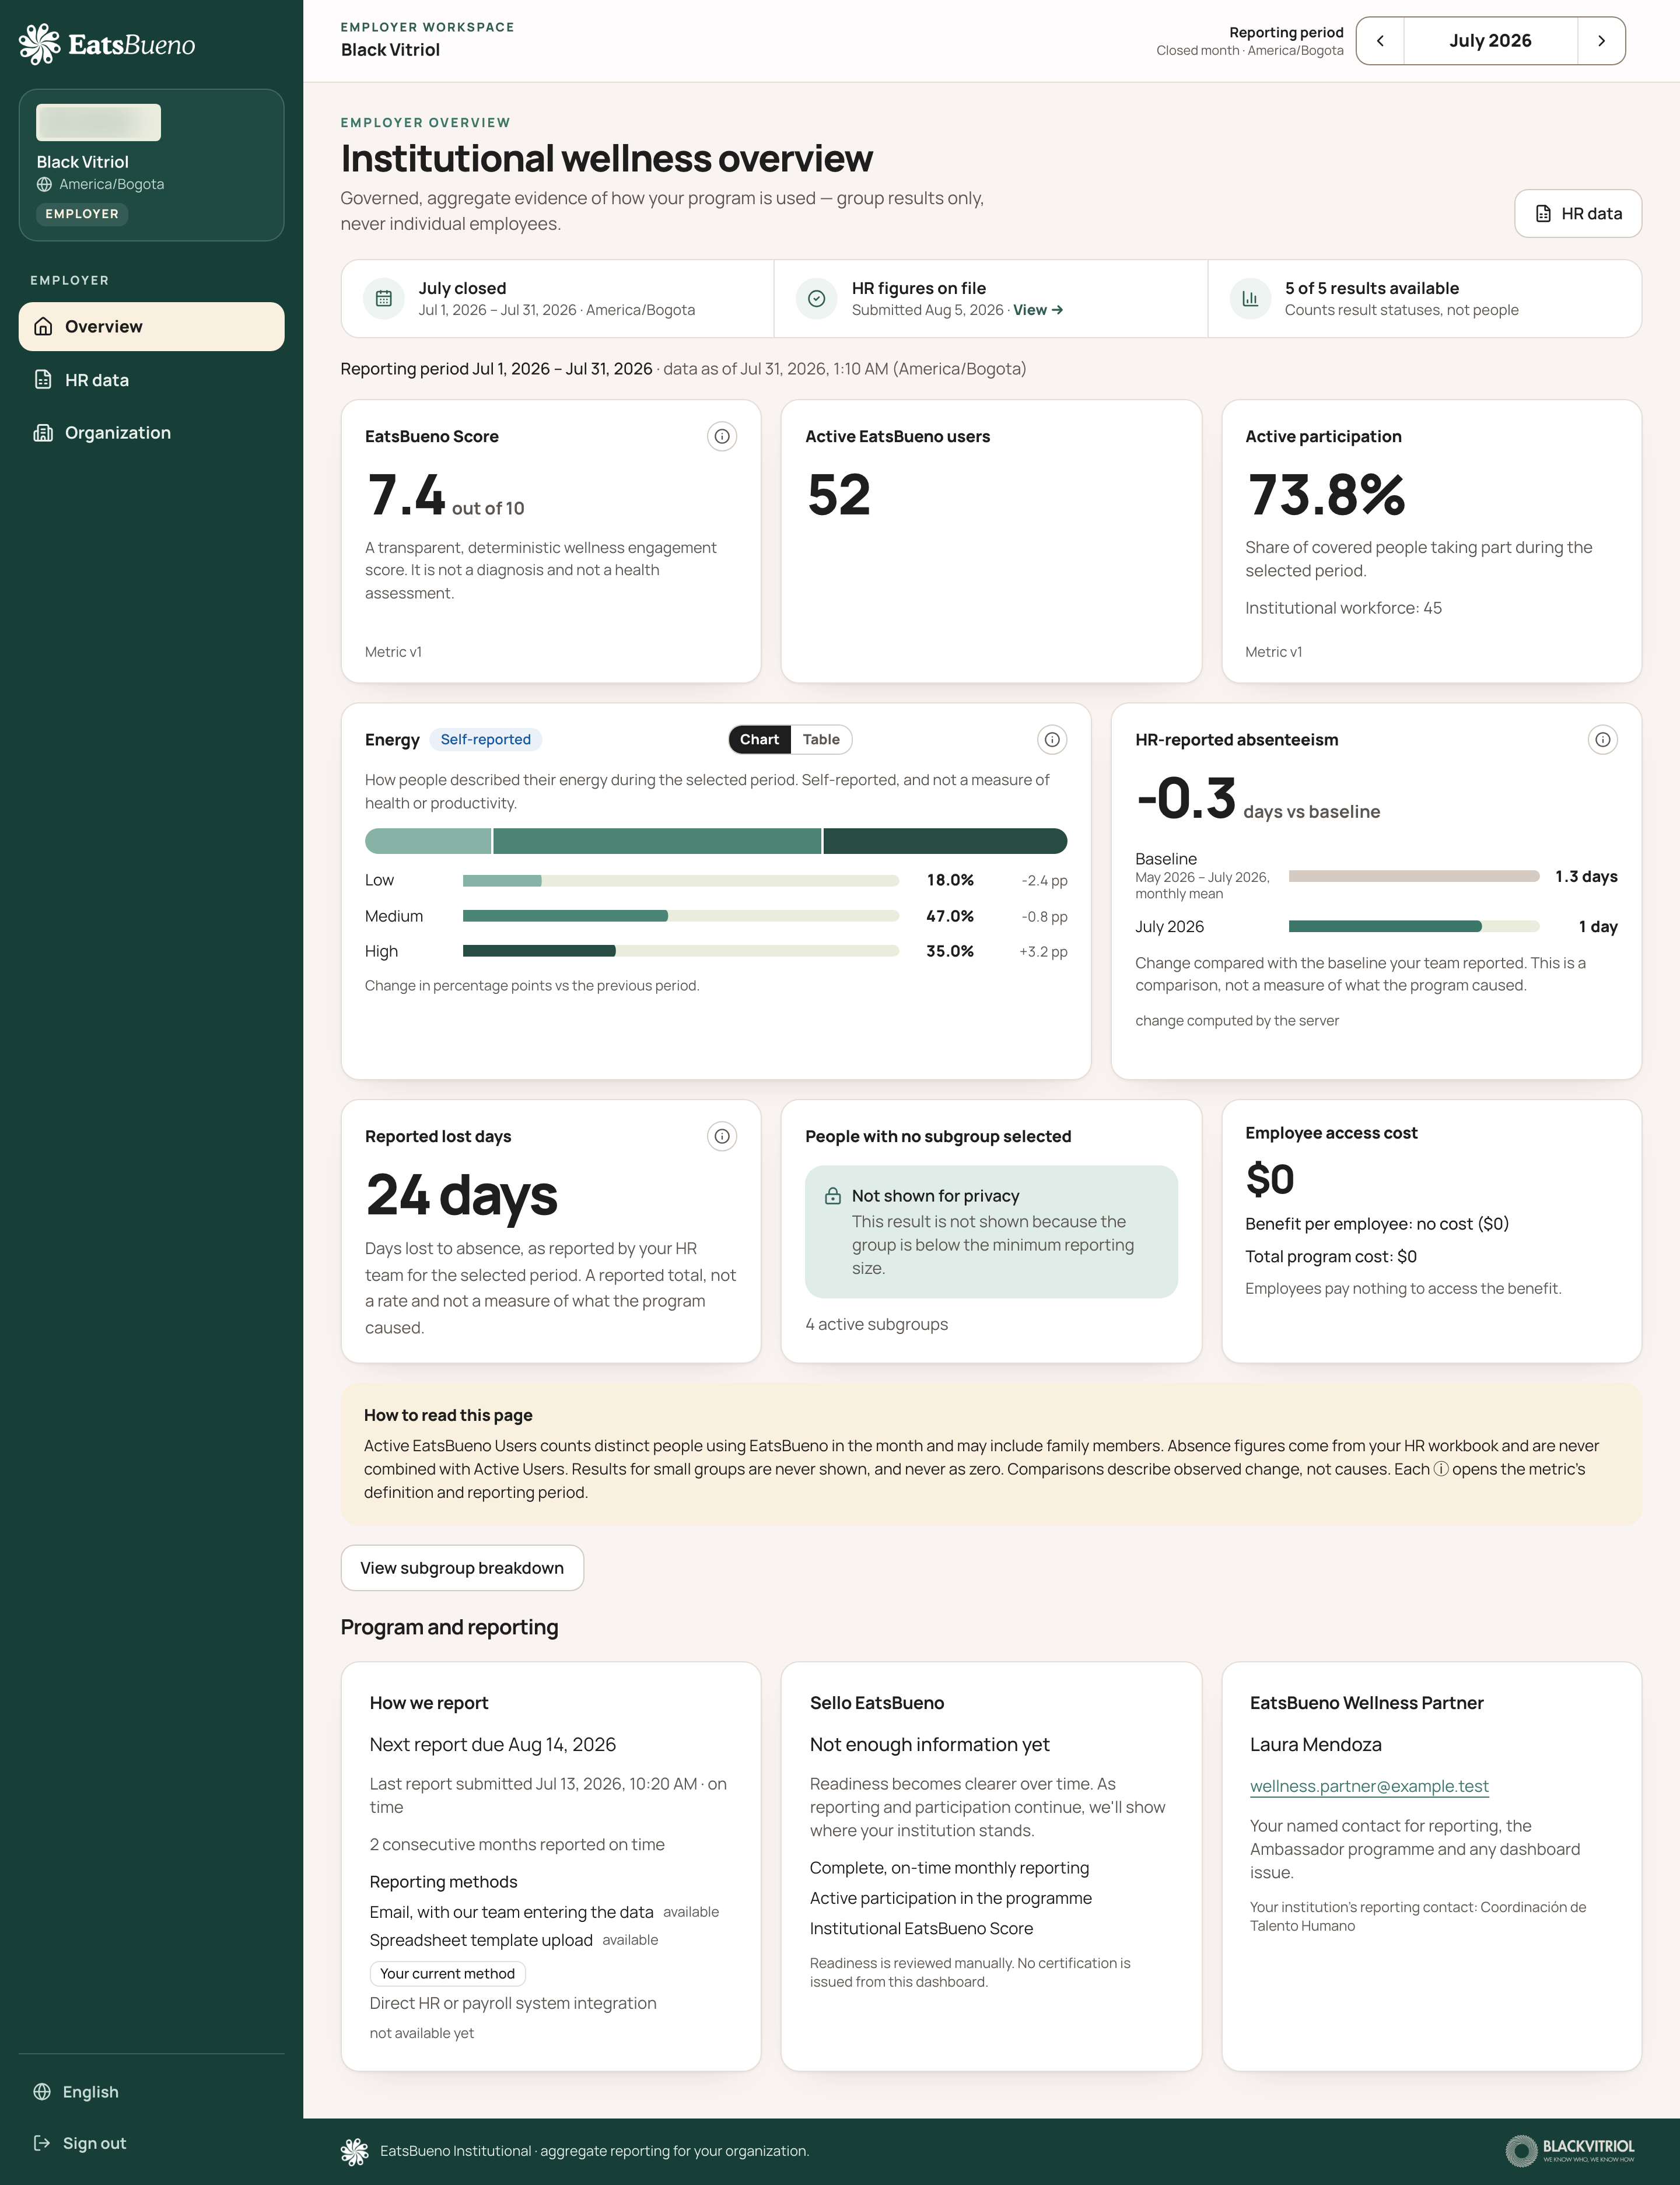 EatsBueno
Black Vitriol
America/Bogota
EMPLOYER
EMPLOYER
Overview
HR data
Organization
English
Sign out
EMPLOYER WORKSPACE
Black Vitriol
Reporting period
Closed month · America/Bogota
July 2026
EMPLOYER OVERVIEW
Institutional wellness overview
Governed, aggregate evidence of how your program is used — group results only,
never individual employees.
HR data
July closed
Jul 1, 2026 – Jul 31, 2026 · America/Bogota
HR figures on file
Submitted Aug 5, 2026 · View →
5 of 5 results available
Counts result statuses, not people
Reporting period Jul 1, 2026 – Jul 31, 2026 · data as of Jul 31, 2026, 1:10 AM (America/Bogota)
EatsBueno Score
7.4 out of 10
A transparent, deterministic wellness engagement
score. It is not a diagnosis and not a health
assessment.
Metric v1
Active EatsBueno users
52
Active participation
73.8%
Share of covered people taking part during the
selected period.
Institutional workforce: 45
Metric v1
Energy
Self-reported
Chart
Table
How people described their energy during the selected period. Self-reported, and not a measure of
health or productivity.
Low 18.0% -2.4 pp
Medium 47.0% -0.8 pp
High 35.0% +3.2 pp
Change in percentage points vs the previous period.
HR-reported absenteeism
-0.3 days vs baseline
Baseline
May 2026 – July 2026,
monthly mean
1.3 days
July 2026 1 day
Change compared with the baseline your team reported. This is a
comparison, not a measure of what the program caused.
change computed by the server
Reported lost days
24 days
Days lost to absence, as reported by your HR
team for the selected period. A reported total, not
a rate and not a measure of what the program
caused.
People with no subgroup selected
Not shown for privacy
This result is not shown because the
group is below the minimum reporting
size.
4 active subgroups
Employee access cost
$0
Benefit per employee: no cost ($0)
Total program cost: $0
Employees pay nothing to access the benefit.
How to read this page
Active EatsBueno Users counts distinct people using EatsBueno in the month and may include family members. Absence figures come from your HR workbook and are never
combined with Active Users. Results for small groups are never shown, and never as zero. Comparisons describe observed change, not causes. Each ⓘ opens the metric's
definition and reporting period.
View subgroup breakdown
Program and reporting
How we report
Next report due Aug 14, 2026
Last report submitted Jul 13, 2026, 10:20 AM · on
time
2 consecutive months reported on time
Reporting methods
Email, with our team entering the data available
Spreadsheet template upload available
Your current method
Direct HR or payroll system integration
not available yet
Sello EatsBueno
Not enough information yet
Readiness becomes clearer over time. As
reporting and participation continue, we'll show
where your institution stands.
Complete, on-time monthly reporting
Active participation in the programme
Institutional EatsBueno Score
Readiness is reviewed manually. No certification is
issued from this dashboard.
EatsBueno Wellness Partner
Laura Mendoza
wellness.partner@example.test
Your named contact for reporting, the
Ambassador programme and any dashboard
issue.
Your institution's reporting contact: Coordinación de
Talento Humano
EatsBueno Institutional · aggregate reporting for your organization.
BLACKVITRIOL
WE KNOW WHO, WE KNOW HOW